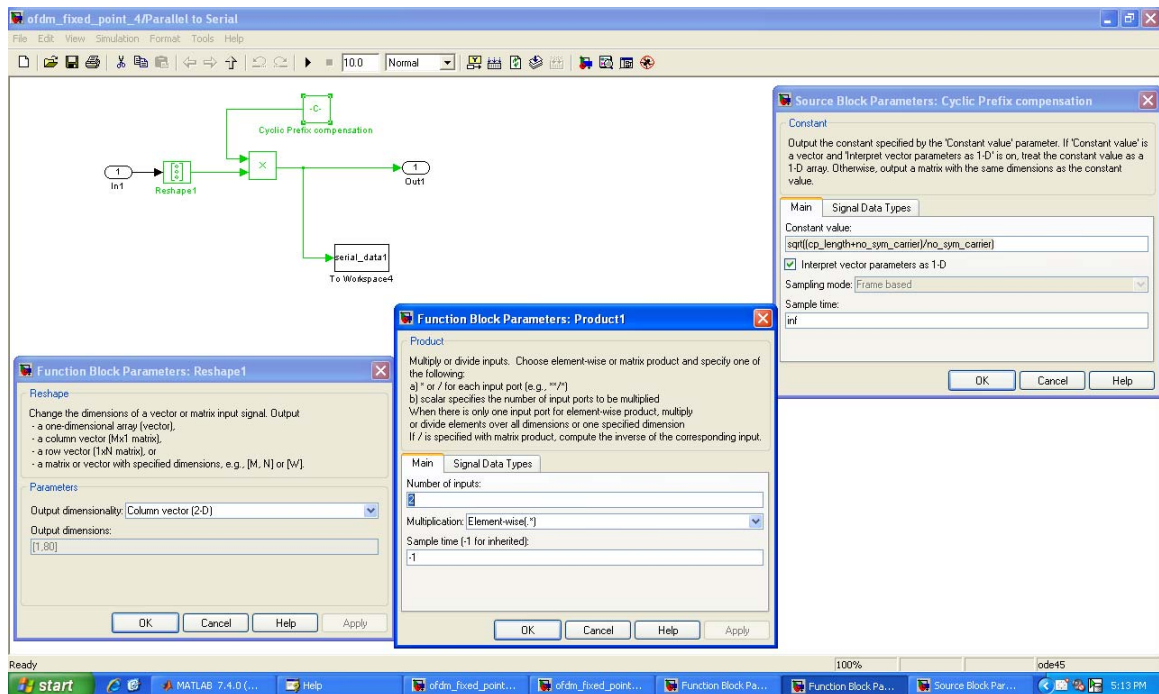 ofdm_fixed_point_4/Parallel to Serial
File Edit View Simulation Format Tools Help
10.0 Normal
-C-
Cyclic Prefix compensation
1
In1
Reshape1
×
1
Out1
serial_data1
To Workspace4
Source Block Parameters: Cyclic Prefix compensation
Constant
Output the constant specified by the 'Constant value' parameter. If 'Constant value' is
a vector and 'Interpret vector parameters as 1-D' is on, treat the constant value as a
1-D array. Otherwise, output a matrix with the same dimensions as the constant
value.
Main Signal Data Types
Constant value:
sqrt((cp_length+no_sym_carrier)/no_sym_carrier)
Interpret vector parameters as 1-D
Sampling mode: Frame based
Sample time:
inf
OK Cancel Help
Function Block Parameters: Product1
Product
Multiply or divide inputs. Choose element-wise or matrix product and specify one of
the following:
a) * or / for each input port (e.g., **/*)
b) scalar specifies the number of input ports to be multiplied
When there is only one input port for element-wise product, multiply
or divide elements over all dimensions or one specified dimension
If / is specified with matrix product, compute the inverse of the corresponding input.
Main Signal Data Types
Number of inputs:
2
Multiplication: Element-wise(.*)
Sample time (-1 for inherited):
-1
OK Cancel Help Apply
Function Block Parameters: Reshape1
Reshape
Change the dimensions of a vector or matrix input signal. Output
- a one-dimensional array (vector),
- a column vector (Mx1 matrix),
- a row vector (1xN matrix), or
- a matrix or vector with specified dimensions, e.g., [M, N] or [W].
Parameters
Output dimensionality: Column vector (2-D)
Output dimensions:
[1,80]
OK Cancel Help Apply
Ready 100% ode45
start MATLAB 7.4.0 (... Help ofdm_fixed_point... ofdm_fixed_point... Function Block Pa... Function Block Pa... Source Block Par... 5:13 PM